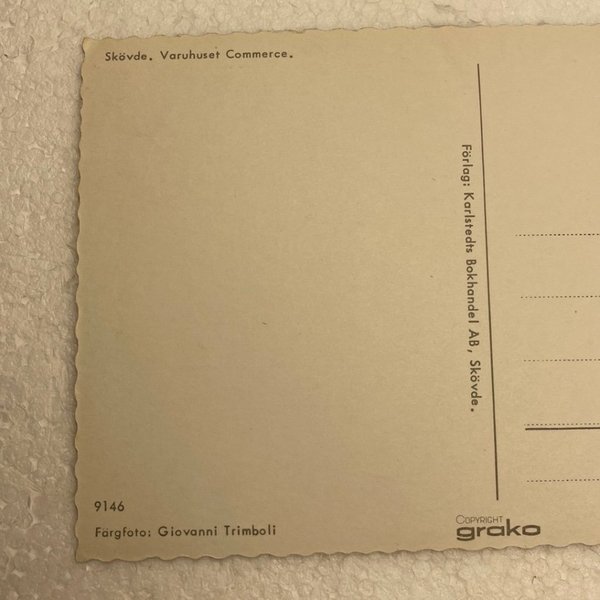 Skövde. Varuhuset Commerce.
Förlag: Karlstedts Bokhandel AB, Skövde.
9146
Färgfoto: Giovanni Trimboli
COPYRIGHT
grako